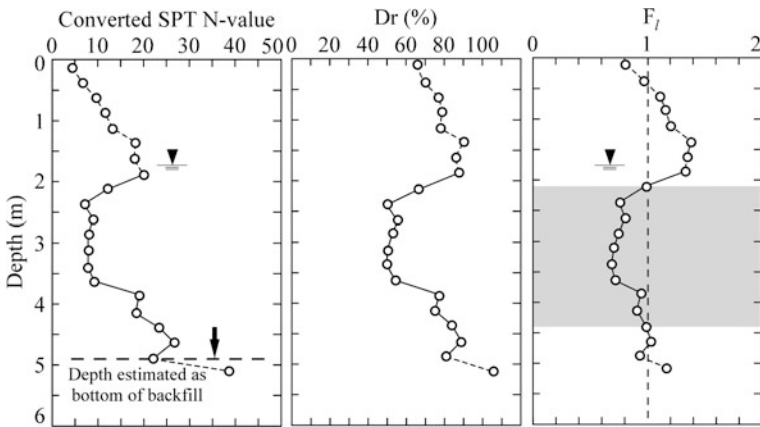 Converted SPT N-value
Dr (%)
F_l
0 10 20 30 40 50
0 20 40 60 80 100
0 1 2
0
1
2
3
4
5
6
Depth (m)
Depth estimated as
bottom of backfill